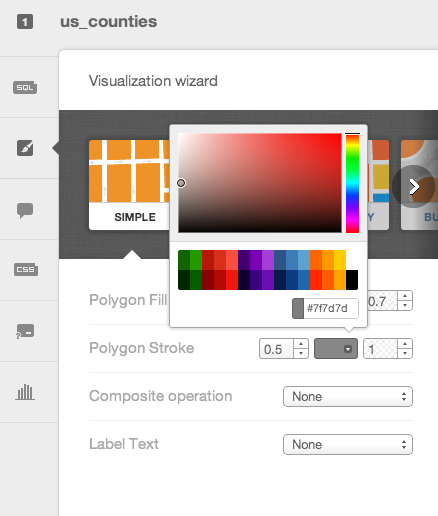 1 us_counties
SQL
Visualization wizard
SIMPLE
Y
BU
#7f7d7d
Polygon Fill
0.7
CSS
Polygon Stroke 0.5 1
Composite operation None
Label Text None